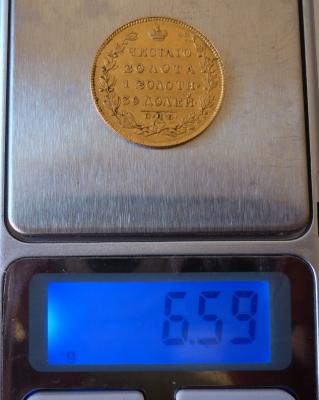 ЧИСТАГО
ЗОЛОТА
1 ЗОЛОТН.
39 ДОЛЕЙ
С.П.Б.
6.59
g